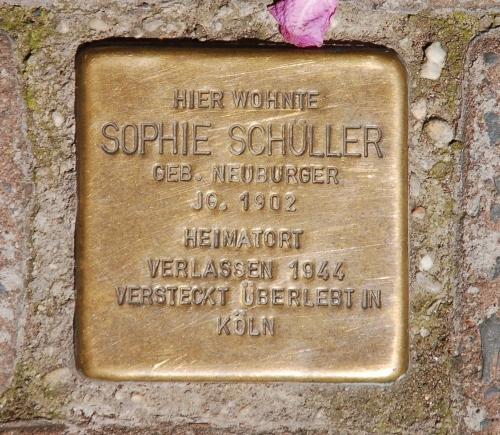 HIER WOHNTE
SOPHIE SCHÜLLER
GEB. NEUBURGER
JG. 1902
HEIMATORT
VERLASSEN 1944
VERSTECKT ÜBERLEBT IN
KÖLN